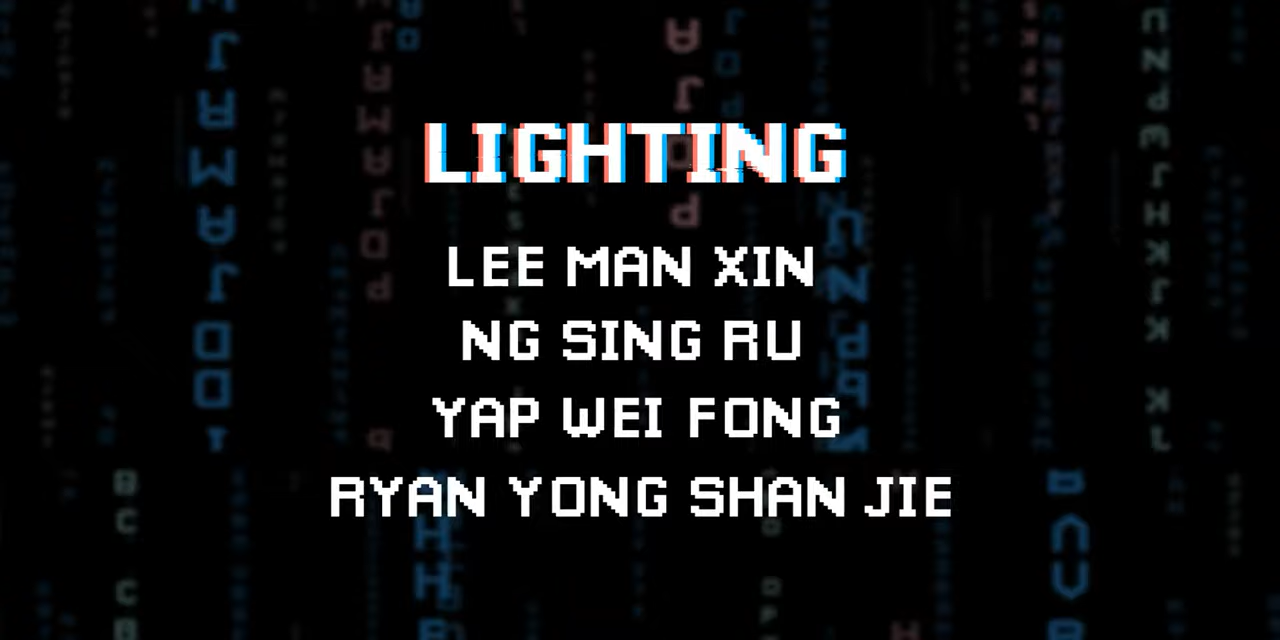 LIGHTING
LEE MAN XIN
NG SING RU
YAP WEI FONG
RYAN YONG SHAN JIE